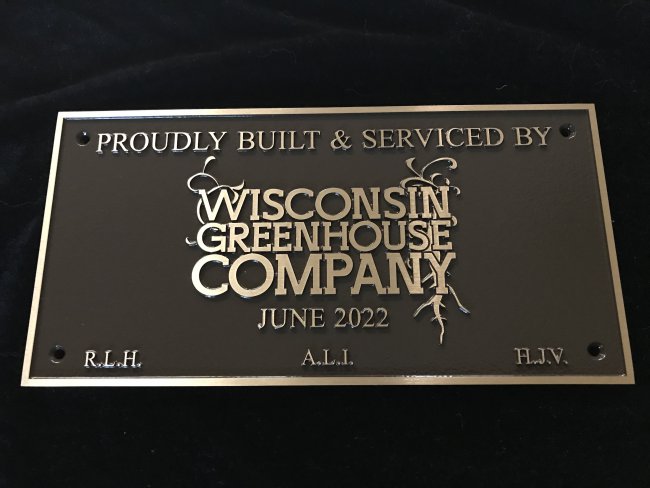 PROUDLY BUILT & SERVICED BY
WISCONSIN
GREENHOUSE
COMPANY
JUNE 2022
R.L.H. A.L.I. H.J.V.